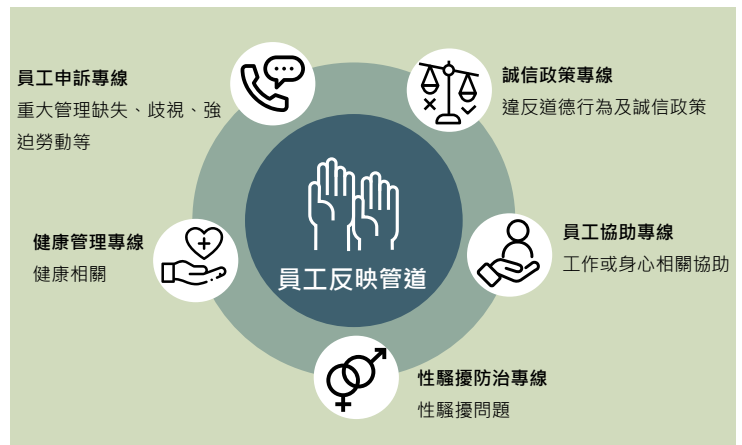 員工申訴專線
重大管理缺失、歧視、強
迫勞動等
誠信政策專線
違反道德行為及誠信政策
健康管理專線
健康相關
員工反映管道
員工協助專線
工作或身心相關協助
性騷擾防治專線
性騷擾問題